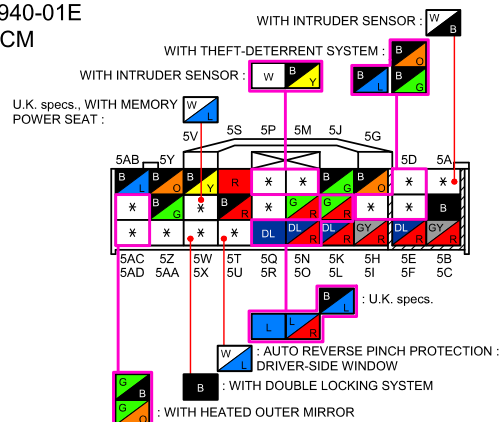 940-01E
CM
WITH INTRUDER SENSOR : W B
WITH THEFT-DETERRENT SYSTEM : B O
B L B G
WITH INTRUDER SENSOR : W B Y
U.K. specs., WITH MEMORY
POWER SEAT : W L
5V 5S 5P 5M 5J 5G
5AB 5Y 5D 5A
B L B O B Y R * * B G B O * *
* B G * B R * G R G R * * B
* * * * DL DL R DL R GY R DL R GY R
5AC 5Z 5W 5T 5Q 5N 5K 5H 5E 5B
5AD 5AA 5X 5U 5R 5O 5L 5I 5F 5C
B L : U.K. specs.
L L R
W L : AUTO REVERSE PINCH PROTECTION :
DRIVER-SIDE WINDOW
B : WITH DOUBLE LOCKING SYSTEM
G B
G O : WITH HEATED OUTER MIRROR